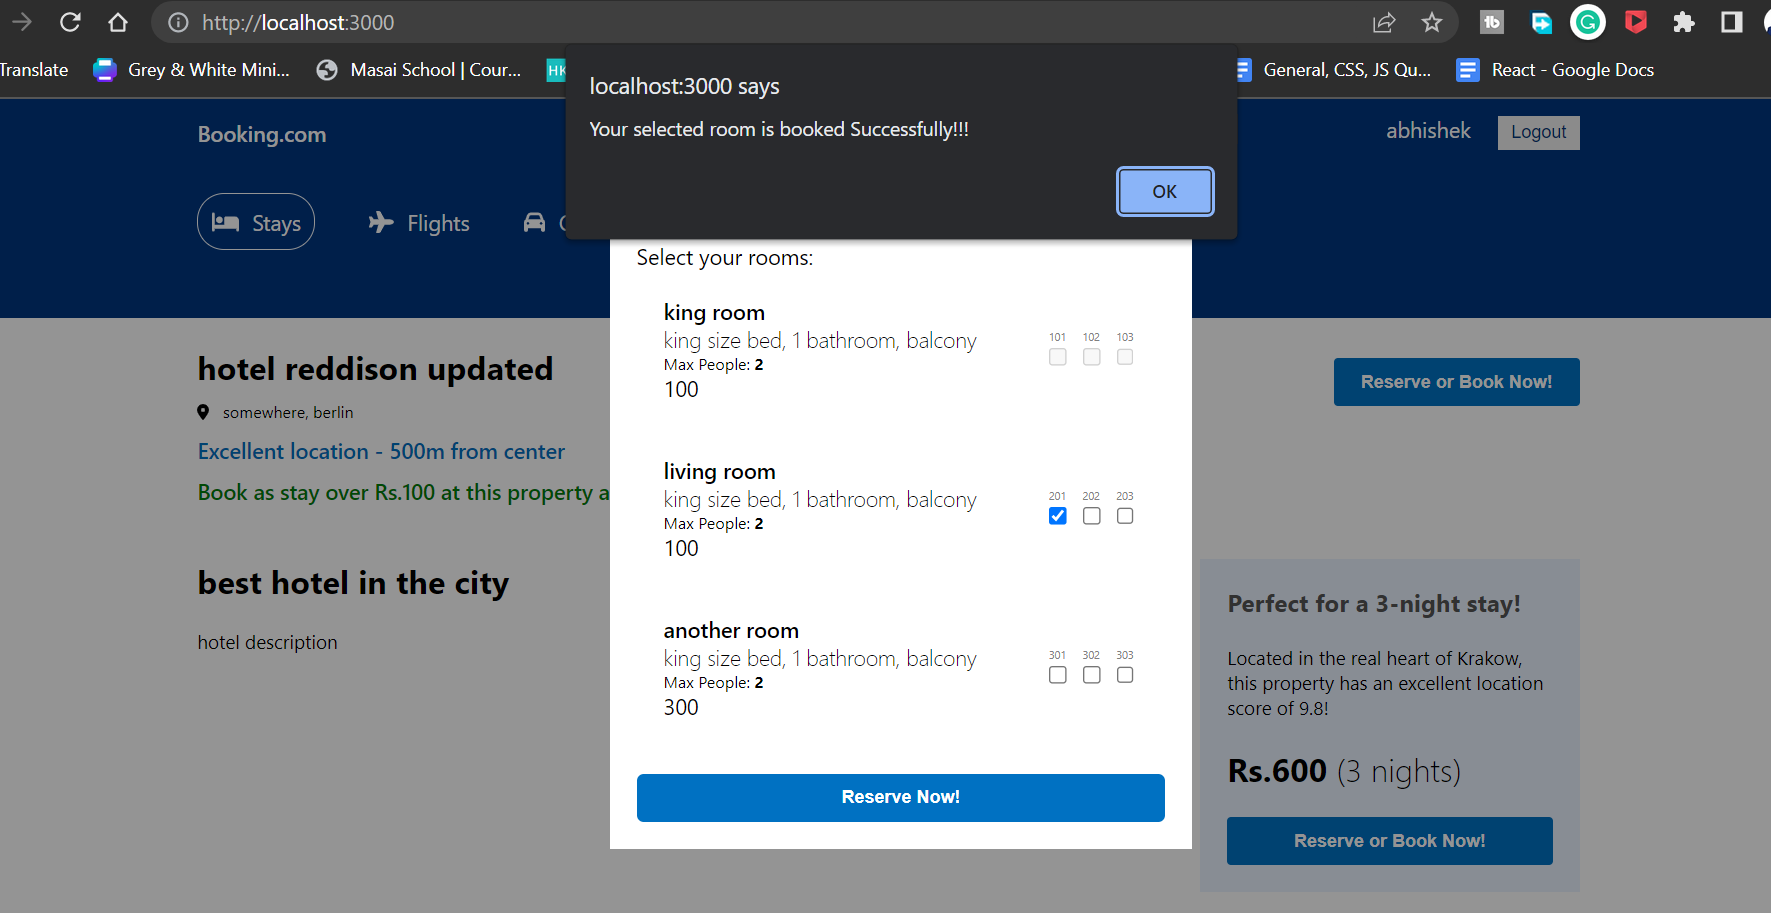 http://localhost:3000
Translate
Grey & White Mini...
Masai School | Cour...
HK
General, CSS, JS Qu...
React - Google Docs
localhost:3000 says
Your selected room is booked Successfully!!!
OK
Booking.com
abhishek
Logout
Stays
Flights
Select your rooms:
king room
king size bed, 1 bathroom, balcony
Max People: 2
100
101 102 103
living room
king size bed, 1 bathroom, balcony
Max People: 2
100
201 202 203
another room
king size bed, 1 bathroom, balcony
Max People: 2
300
301 302 303
Reserve Now!
hotel reddison updated
somewhere, berlin
Excellent location - 500m from center
Book as stay over Rs.100 at this property a
best hotel in the city
hotel description
Reserve or Book Now!
Perfect for a 3-night stay!
Located in the real heart of Krakow,
this property has an excellent location
score of 9.8!
Rs.600 (3 nights)
Reserve or Book Now!